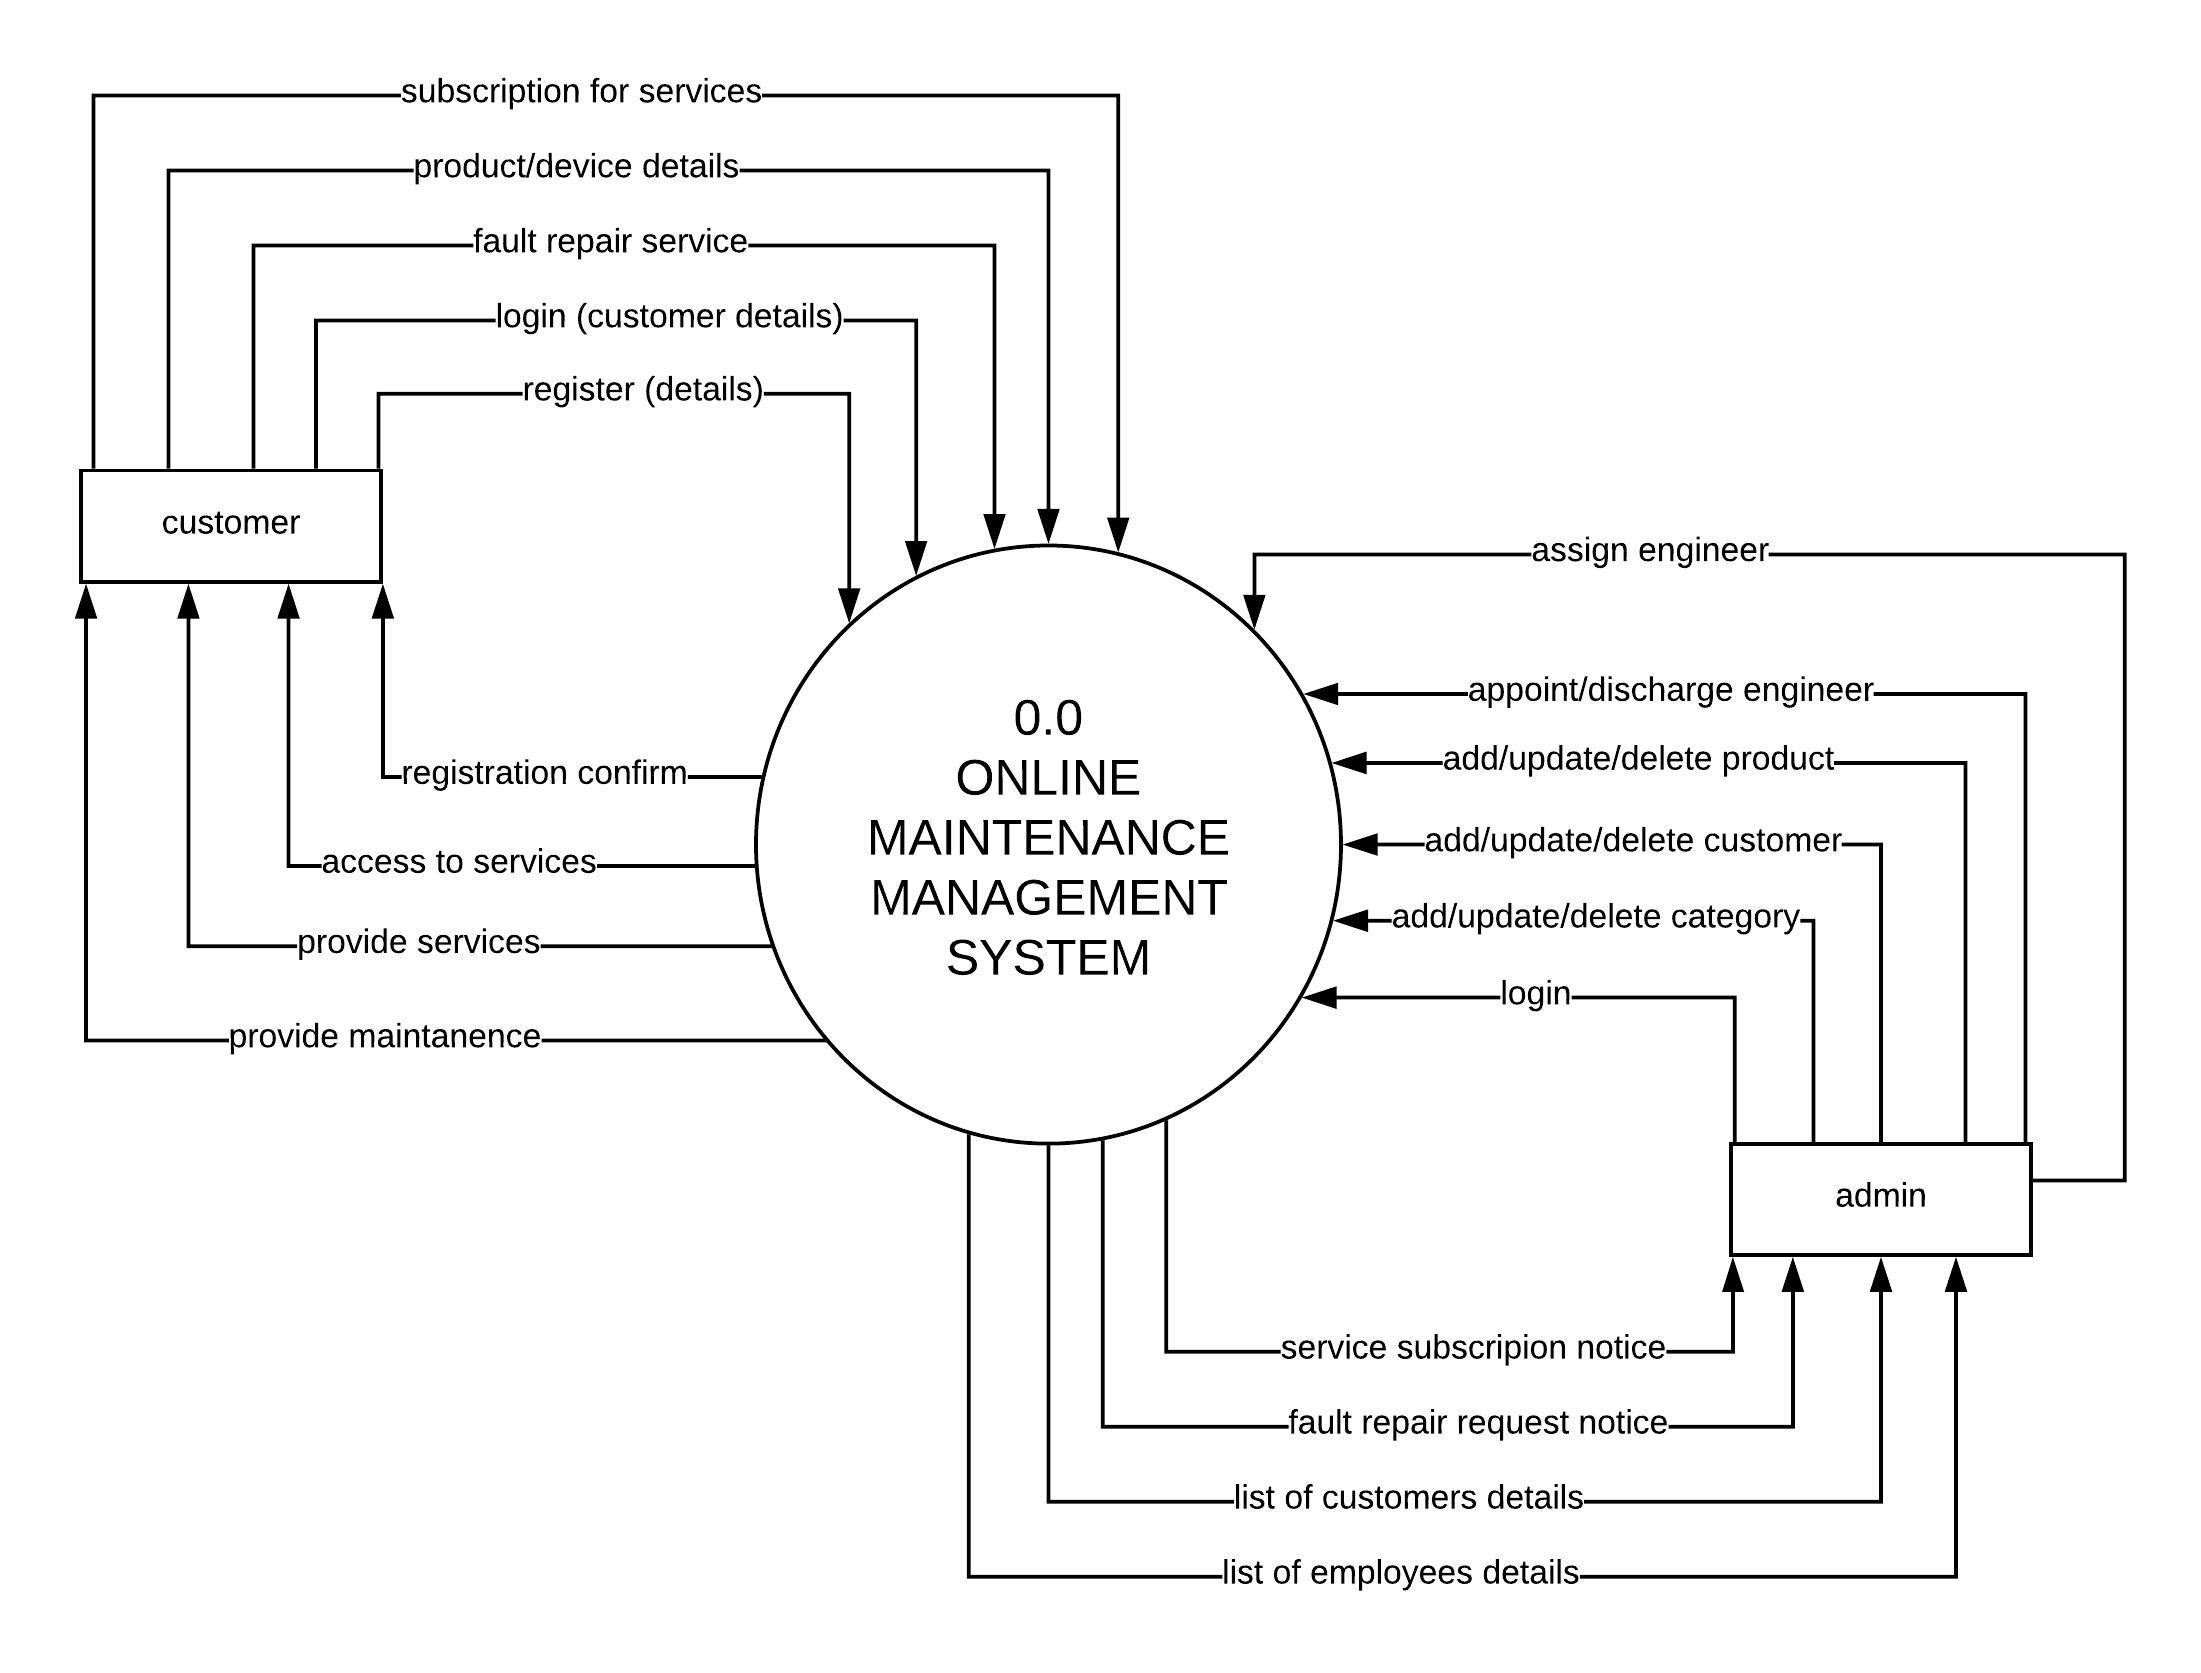 subscription for services
product/device details
fault repair service
login (customer details)
register (details)
customer
assign engineer
appoint/discharge engineer
0.0
ONLINE
MAINTENANCE
MANAGEMENT
SYSTEM
add/update/delete product
registration confirm
add/update/delete customer
access to services
add/update/delete category
provide services
login
provide maintanence
admin
service subscripion notice
fault repair request notice
list of customers details
list of employees details